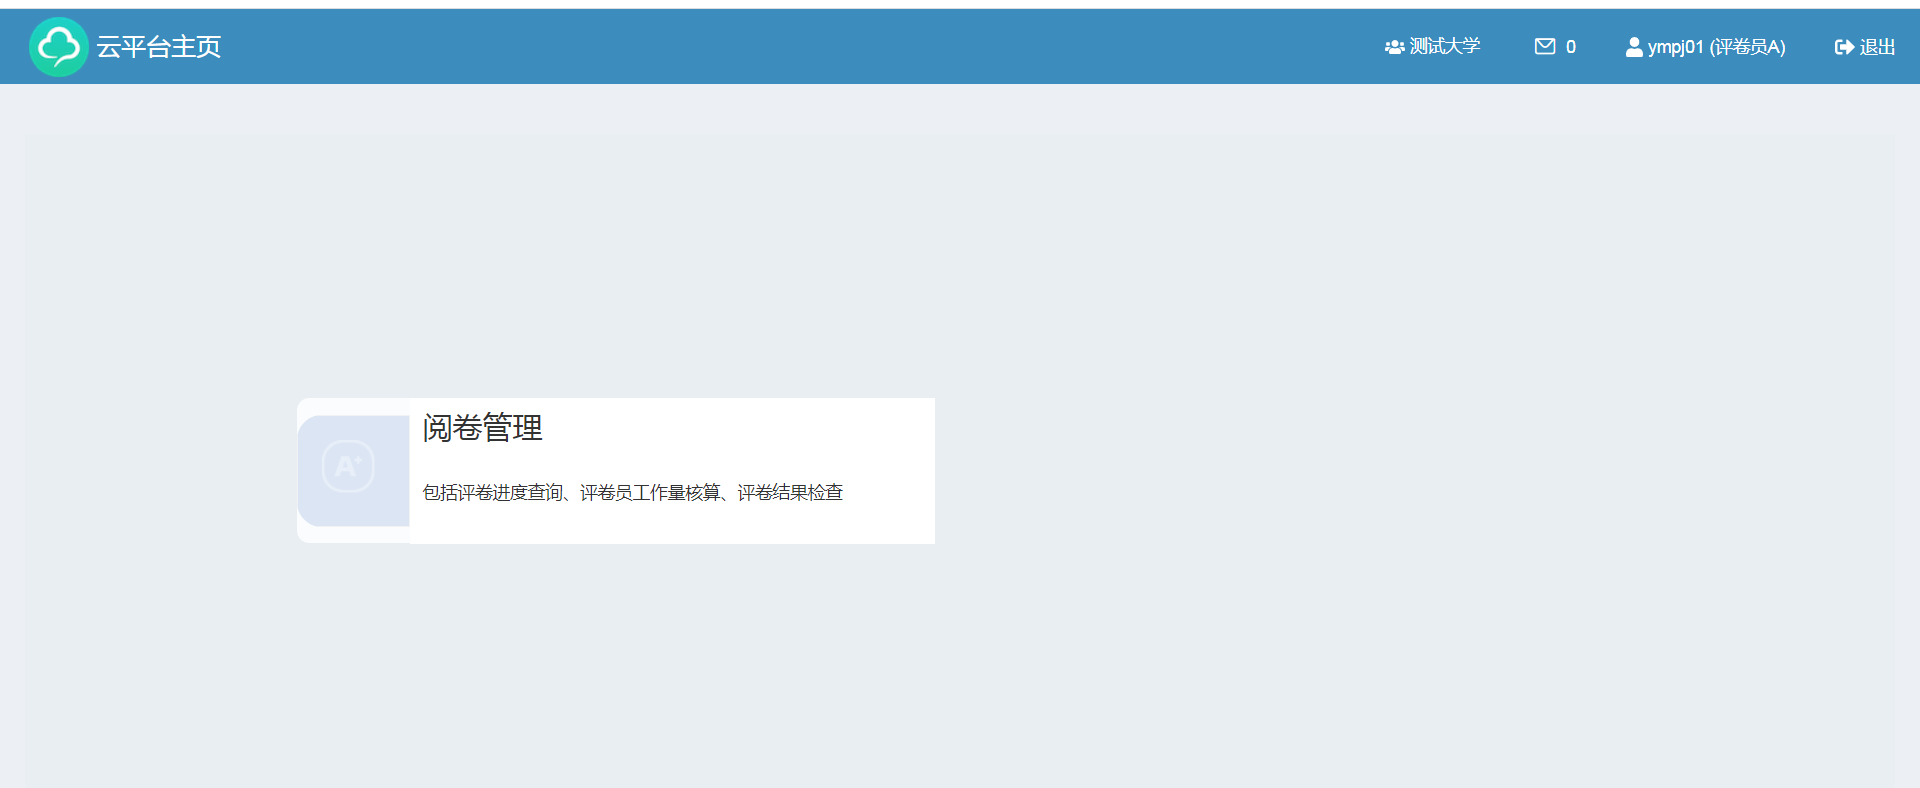 云平台主页
测试大学
0
ympj01 (评卷员A)
退出
阅卷管理
A+
包括评卷进度查询、评卷员工作量核算、评卷结果检查